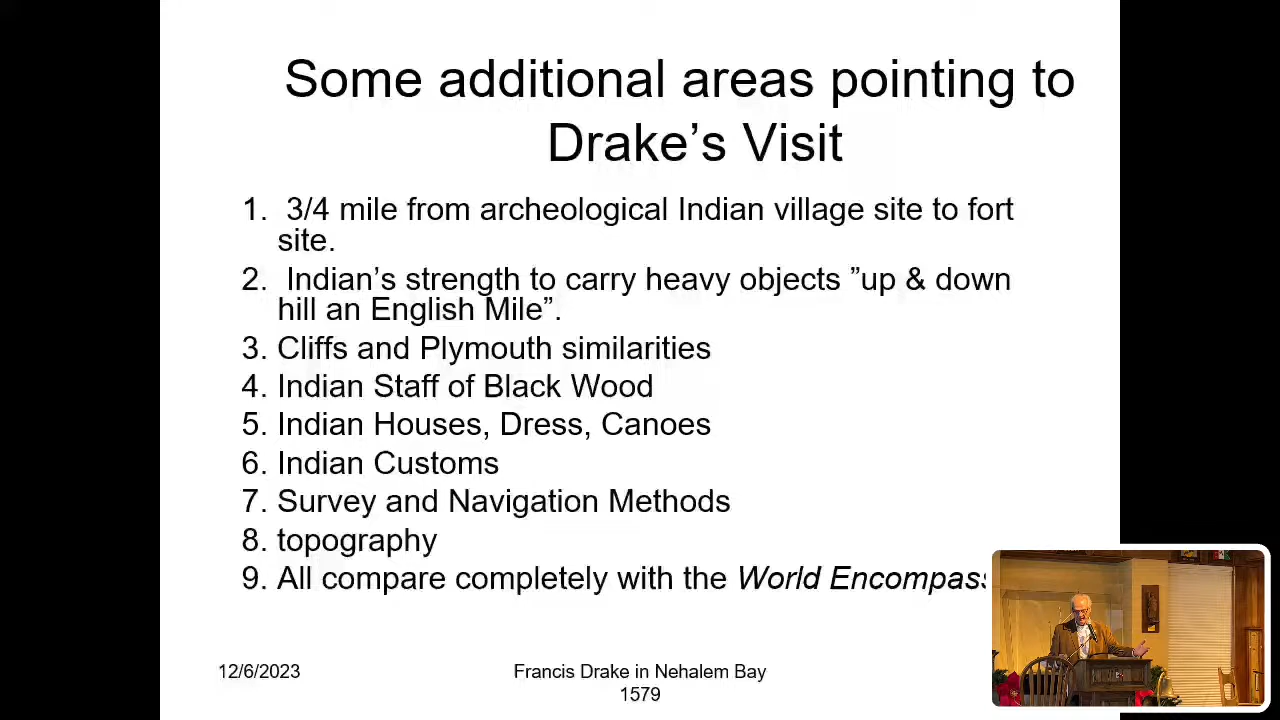 Some additional areas pointing to
Drake's Visit
1. 3/4 mile from archeological Indian village site to fort
site.
2. Indian's strength to carry heavy objects ”up & down
hill an English Mile”.
3. Cliffs and Plymouth similarities
4. Indian Staff of Black Wood
5. Indian Houses, Dress, Canoes
6. Indian Customs
7. Survey and Navigation Methods
8. topography
9. All compare completely with the World Encompass
12/6/2023
Francis Drake in Nehalem Bay
1579